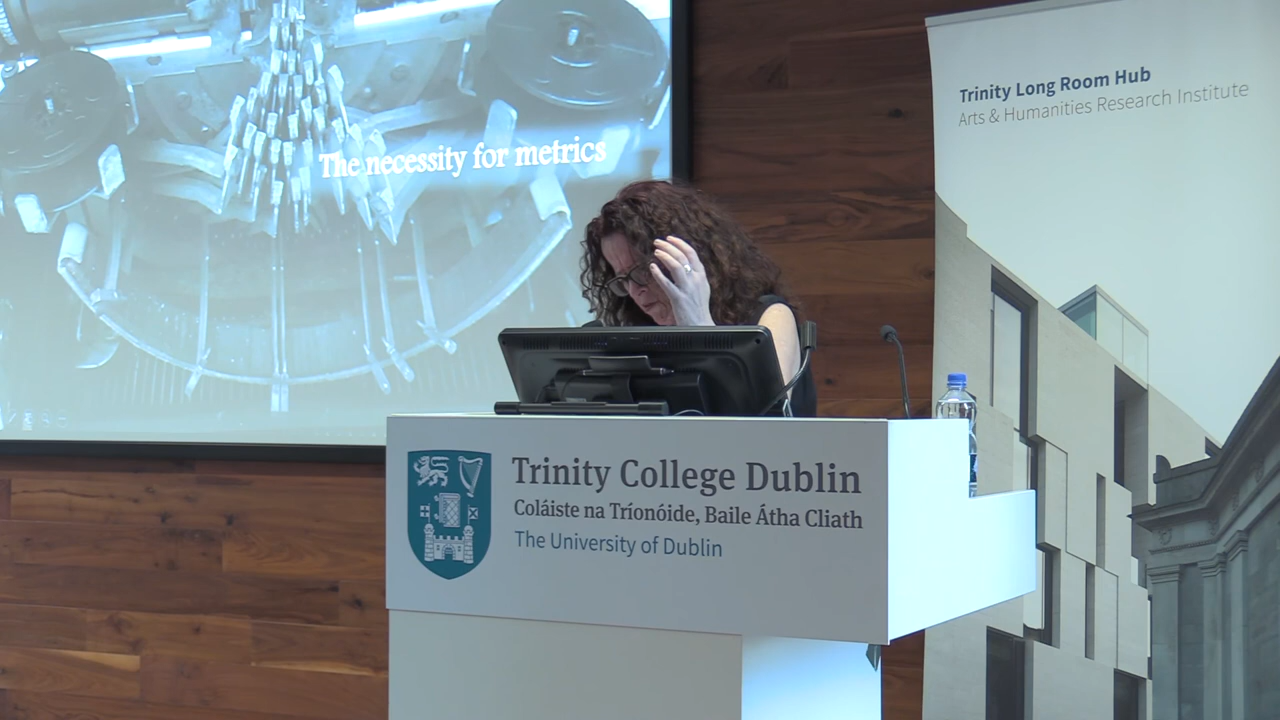 The necessity for metrics
Trinity Long Room Hub
Arts & Humanities Research Institute
Trinity College Dublin
Coláiste na Tríonóide, Baile Átha Cliath
The University of Dublin